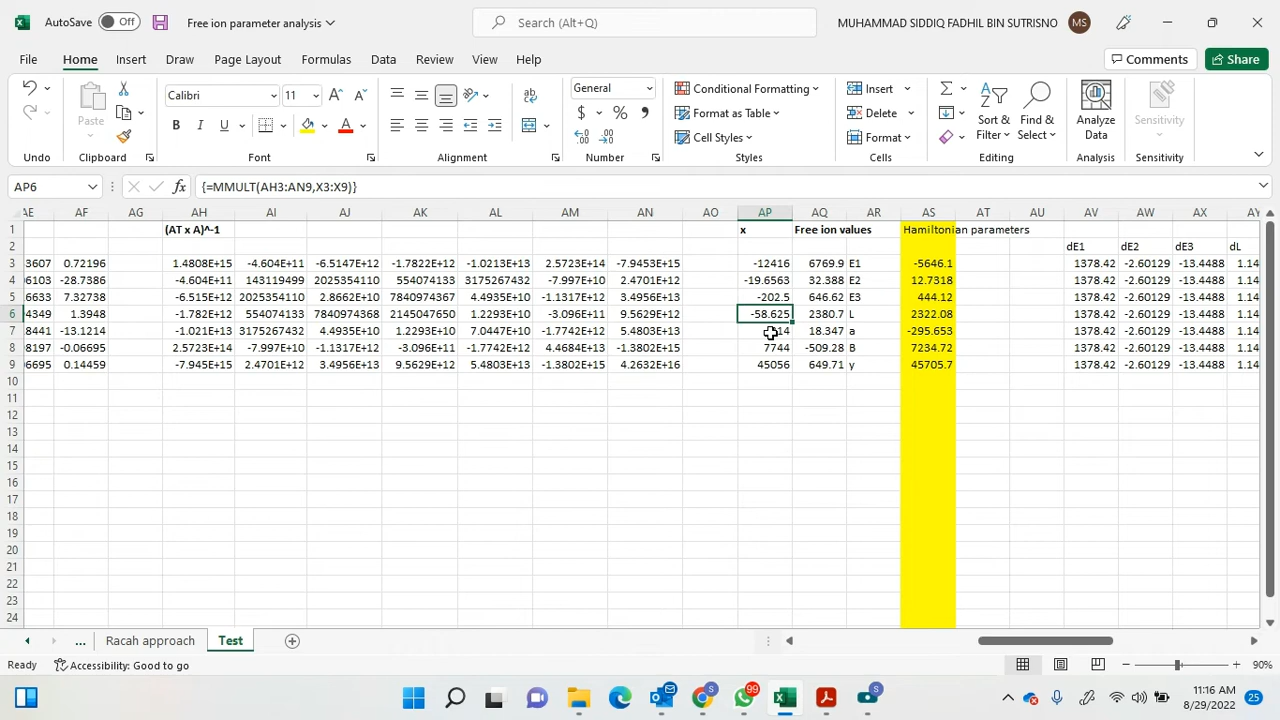 AutoSave Off Free ion parameter analysis Search (Alt+Q) MUHAMMAD SIDDIQ FADHIL BIN SUTRISNO MS
File Home Insert Draw Page Layout Formulas Data Review View Help Comments Share
Paste Calibri 11 General Conditional Formatting Insert Sort & Find & Analyze Sensitivity
Format as Table Delete Filter Select Data
Cell Styles Format
Undo Clipboard Font Alignment Number Styles Cells Editing Analysis Sensitivity
AP6 {=MMULT(AH3:AN9,X3:X9)}
AE AF AG AH AI AJ AK AL AM AN AO AP AQ AR AS AT AU AV AW AX AY
1 (AT x A)^-1 x Free ion values Hamiltonian parameters
2 dE1 dE2 dE3 dL
3 3607 0.72196 1.4808E+15 -4.604E+11 -6.5147E+12 -1.7822E+12 -1.0213E+13 2.5723E+14 -7.9453E+15 -12416 6769.9 E1 -5646.1 1378.42 -2.60129 -13.4488 1.14
4 6103 -28.7386 -4.604E+11 143119499 2025354110 554074133 3175467232 -7.997E+10 2.4701E+12 -19.6563 32.388 E2 12.7318 1378.42 -2.60129 -13.4488 1.14
5 6633 7.32738 -6.515E+12 2025354110 2.8662E+10 7840974367 4.4935E+10 -1.1317E+12 3.4956E+13 -202.5 646.62 E3 444.12 1378.42 -2.60129 -13.4488 1.14
6 4349 1.3948 -1.782E+12 554074133 7840974368 2145047650 1.2293E+10 -3.096E+11 9.5629E+12 -58.625 2380.7 L 2322.08 1378.42 -2.60129 -13.4488 1.14
7 8441 -13.1214 -1.021E+13 3175267432 4.4935E+10 1.2293E+10 7.0447E+10 -1.7742E+12 5.4803E+13 14 18.347 a -295.653 1378.42 -2.60129 -13.4488 1.14
8 8197 -0.06695 2.5723E+14 -7.997E+10 -1.1317E+12 -3.096E+11 -1.7742E+12 4.4684E+13 -1.3802E+15 7744 -509.28 B 7234.72 1378.42 -2.60129 -13.4488 1.14
9 6695 0.14459 -7.945E+15 2.4701E+12 3.4956E+13 9.5629E+12 5.4803E+13 -1.3802E+15 4.2632E+16 45056 649.71 y 45705.7 1378.42 -2.60129 -13.4488 1.14
10
11
12
13
14
15
16
17
18
19
20
21
22
23
24
... Racah approach Test
Ready Accessibility: Good to go 90%
99 11:16 AM
8/29/2022 25